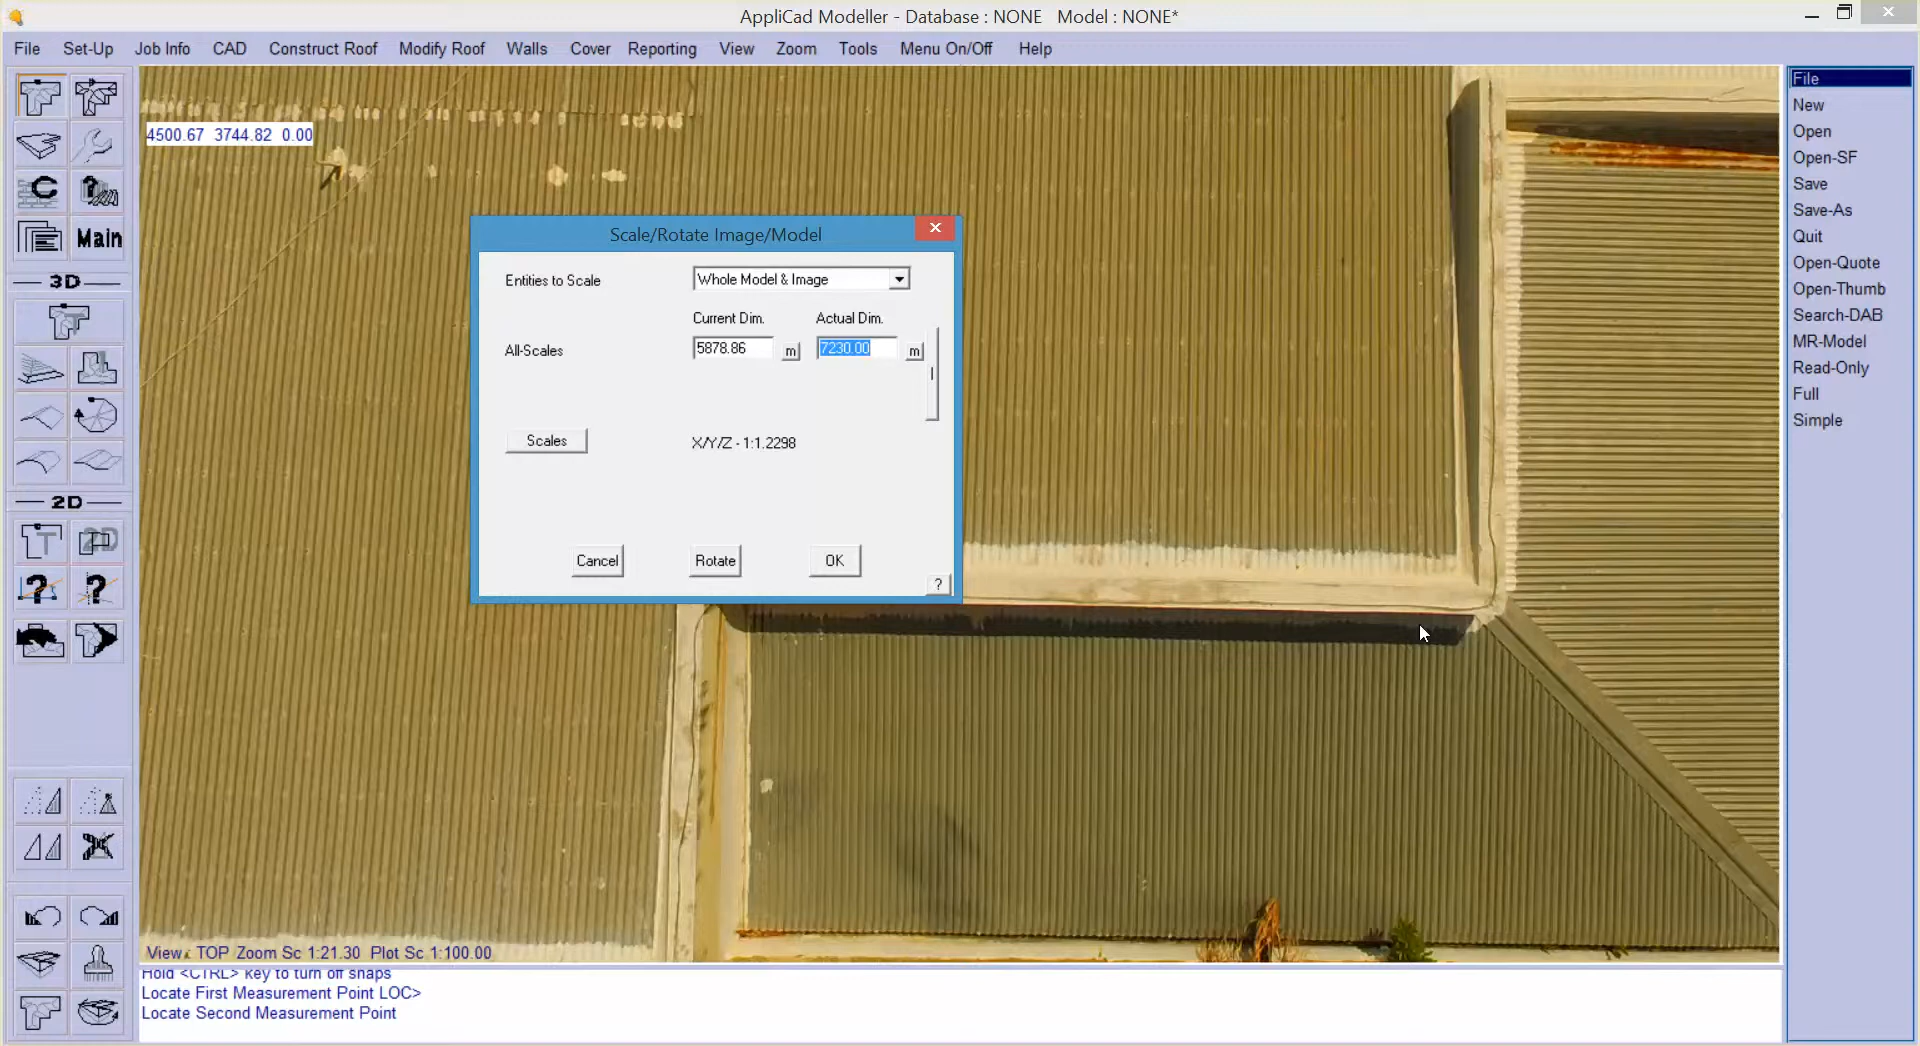 AppliCad Modeller - Database : NONE   Model : NONE*
File Set-Up Job Info CAD Construct Roof Modify Roof Walls Cover Reporting View Zoom Tools Menu On/Off Help
4500.67 3744.82 0.00
C ?
Main
3D
2D
T 2D
? ?
Scale/Rotate Image/Model
Entities to Scale Whole Model & Image
Current Dim. Actual Dim.
All-Scales 5878.86 m 7230.00 m
Scales X/Y/Z - 1:1.2298
Cancel Rotate OK
?
View: TOP Zoom Sc 1:21.30 Plot Sc 1:100.00
Hold <CTRL> key to turn off snaps
Locate First Measurement Point LOC>
Locate Second Measurement Point
File
New
Open
Open-SF
Save
Save-As
Quit
Open-Quote
Open-Thumb
Search-DAB
MR-Model
Read-Only
Full
Simple